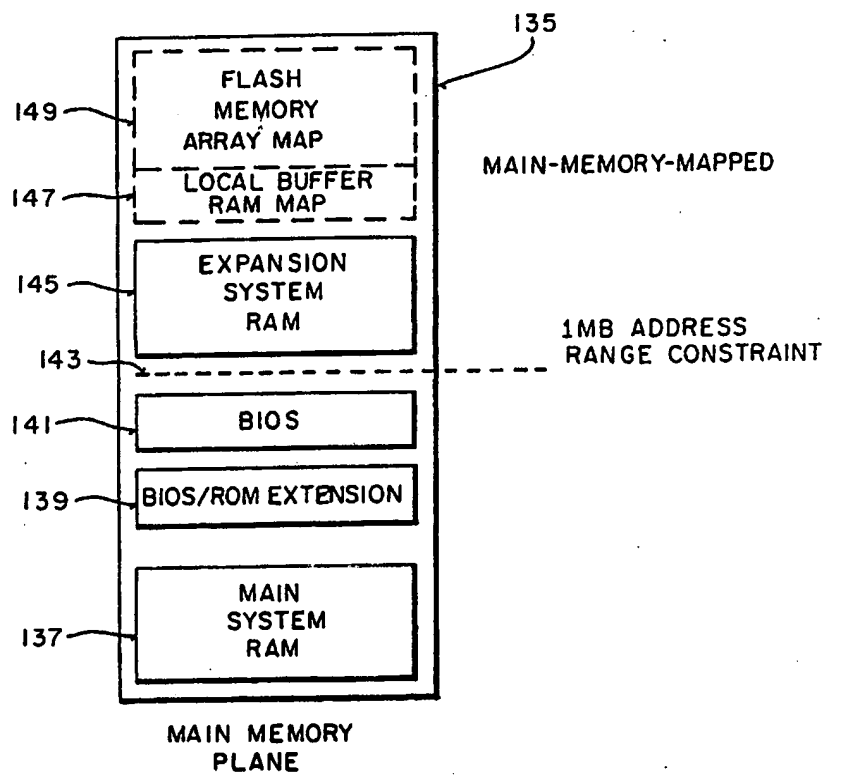 135
FLASH
MEMORY
ARRAY MAP
149
MAIN-MEMORY-MAPPED
LOCAL BUFFER
RAM MAP
147
EXPANSION
SYSTEM
RAM
145
1MB ADDRESS
RANGE CONSTRAINT
143
BIOS
141
BIOS/ROM EXTENSION
139
MAIN
SYSTEM
RAM
137
MAIN MEMORY
PLANE